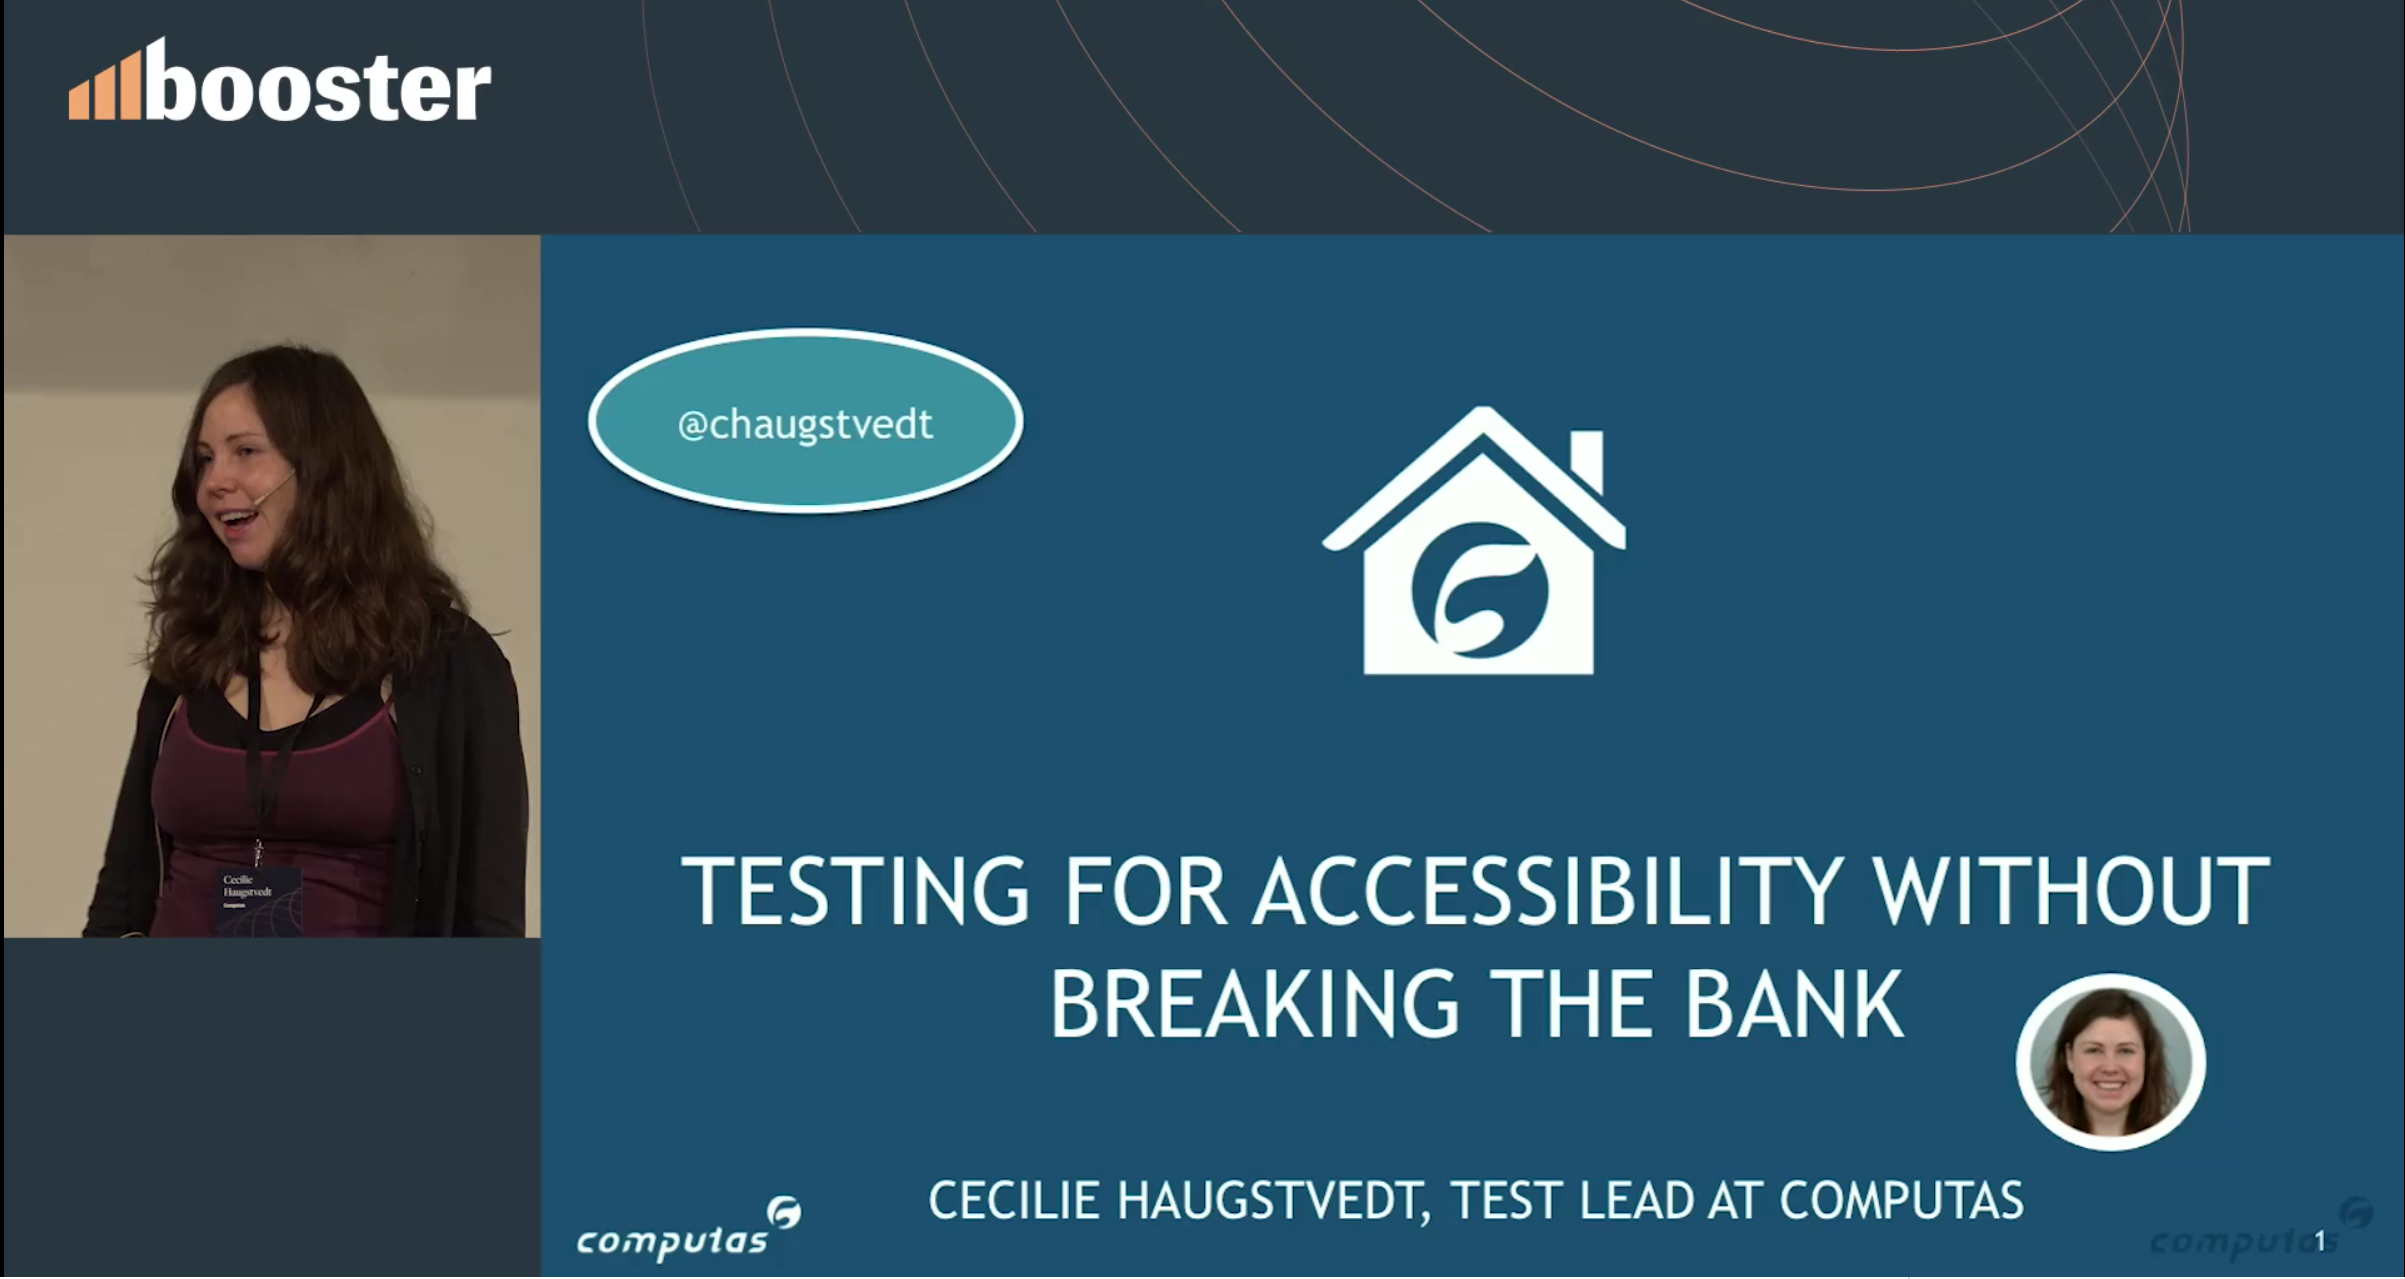 booster
@chaugstvedt
Cecilie
Haugstvedt
Computas
TESTING FOR ACCESSIBILITY WITHOUT
BREAKING THE BANK
CECILIE HAUGSTVEDT, TEST LEAD AT COMPUTAS
computas
computas
1